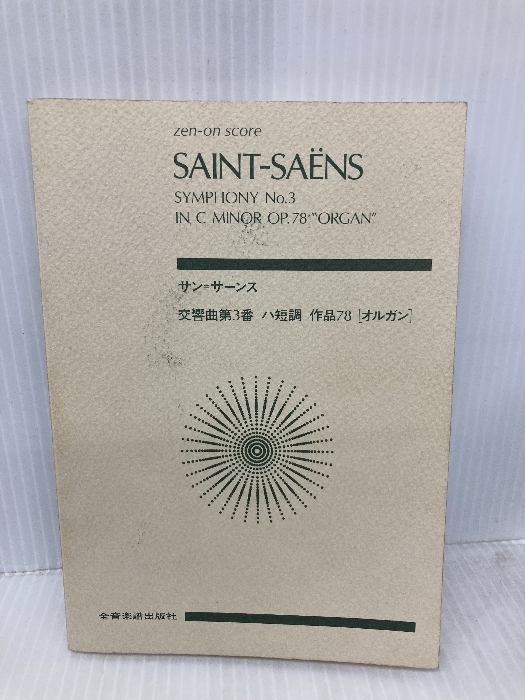 zen-on score
SAINT-SAËNS
SYMPHONY No.3
IN C MINOR OP.78 "ORGAN"
サン=サーンス
交響曲第3番 ハ短調 作品78 [オルガン]
全音楽譜出版社